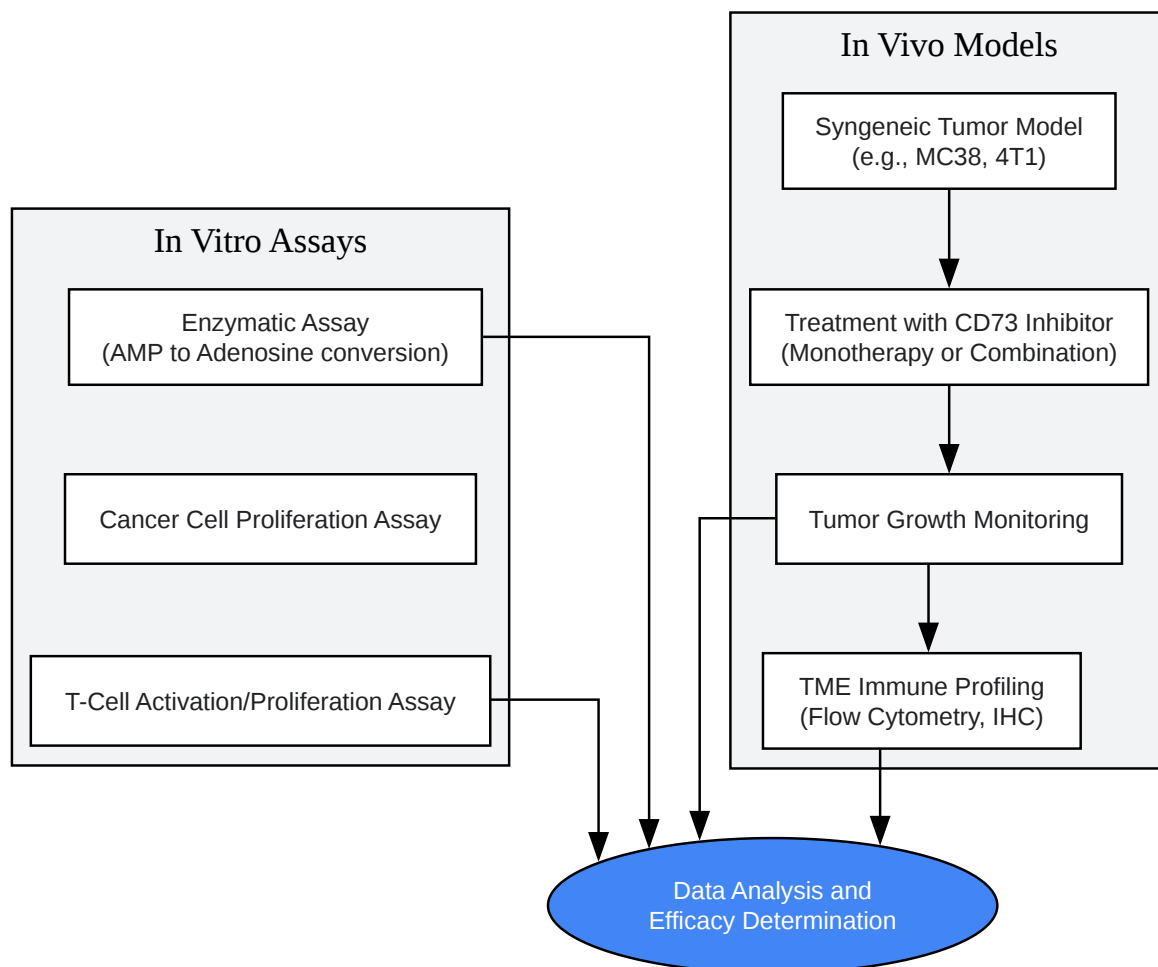 In Vitro Assays
Enzymatic Assay
(AMP to Adenosine conversion)
Cancer Cell Proliferation Assay
T-Cell Activation/Proliferation Assay
In Vivo Models
Syngeneic Tumor Model
(e.g., MC38, 4T1)
Treatment with CD73 Inhibitor
(Monotherapy or Combination)
Tumor Growth Monitoring
TME Immune Profiling
(Flow Cytometry, IHC)
Data Analysis and
Efficacy Determination